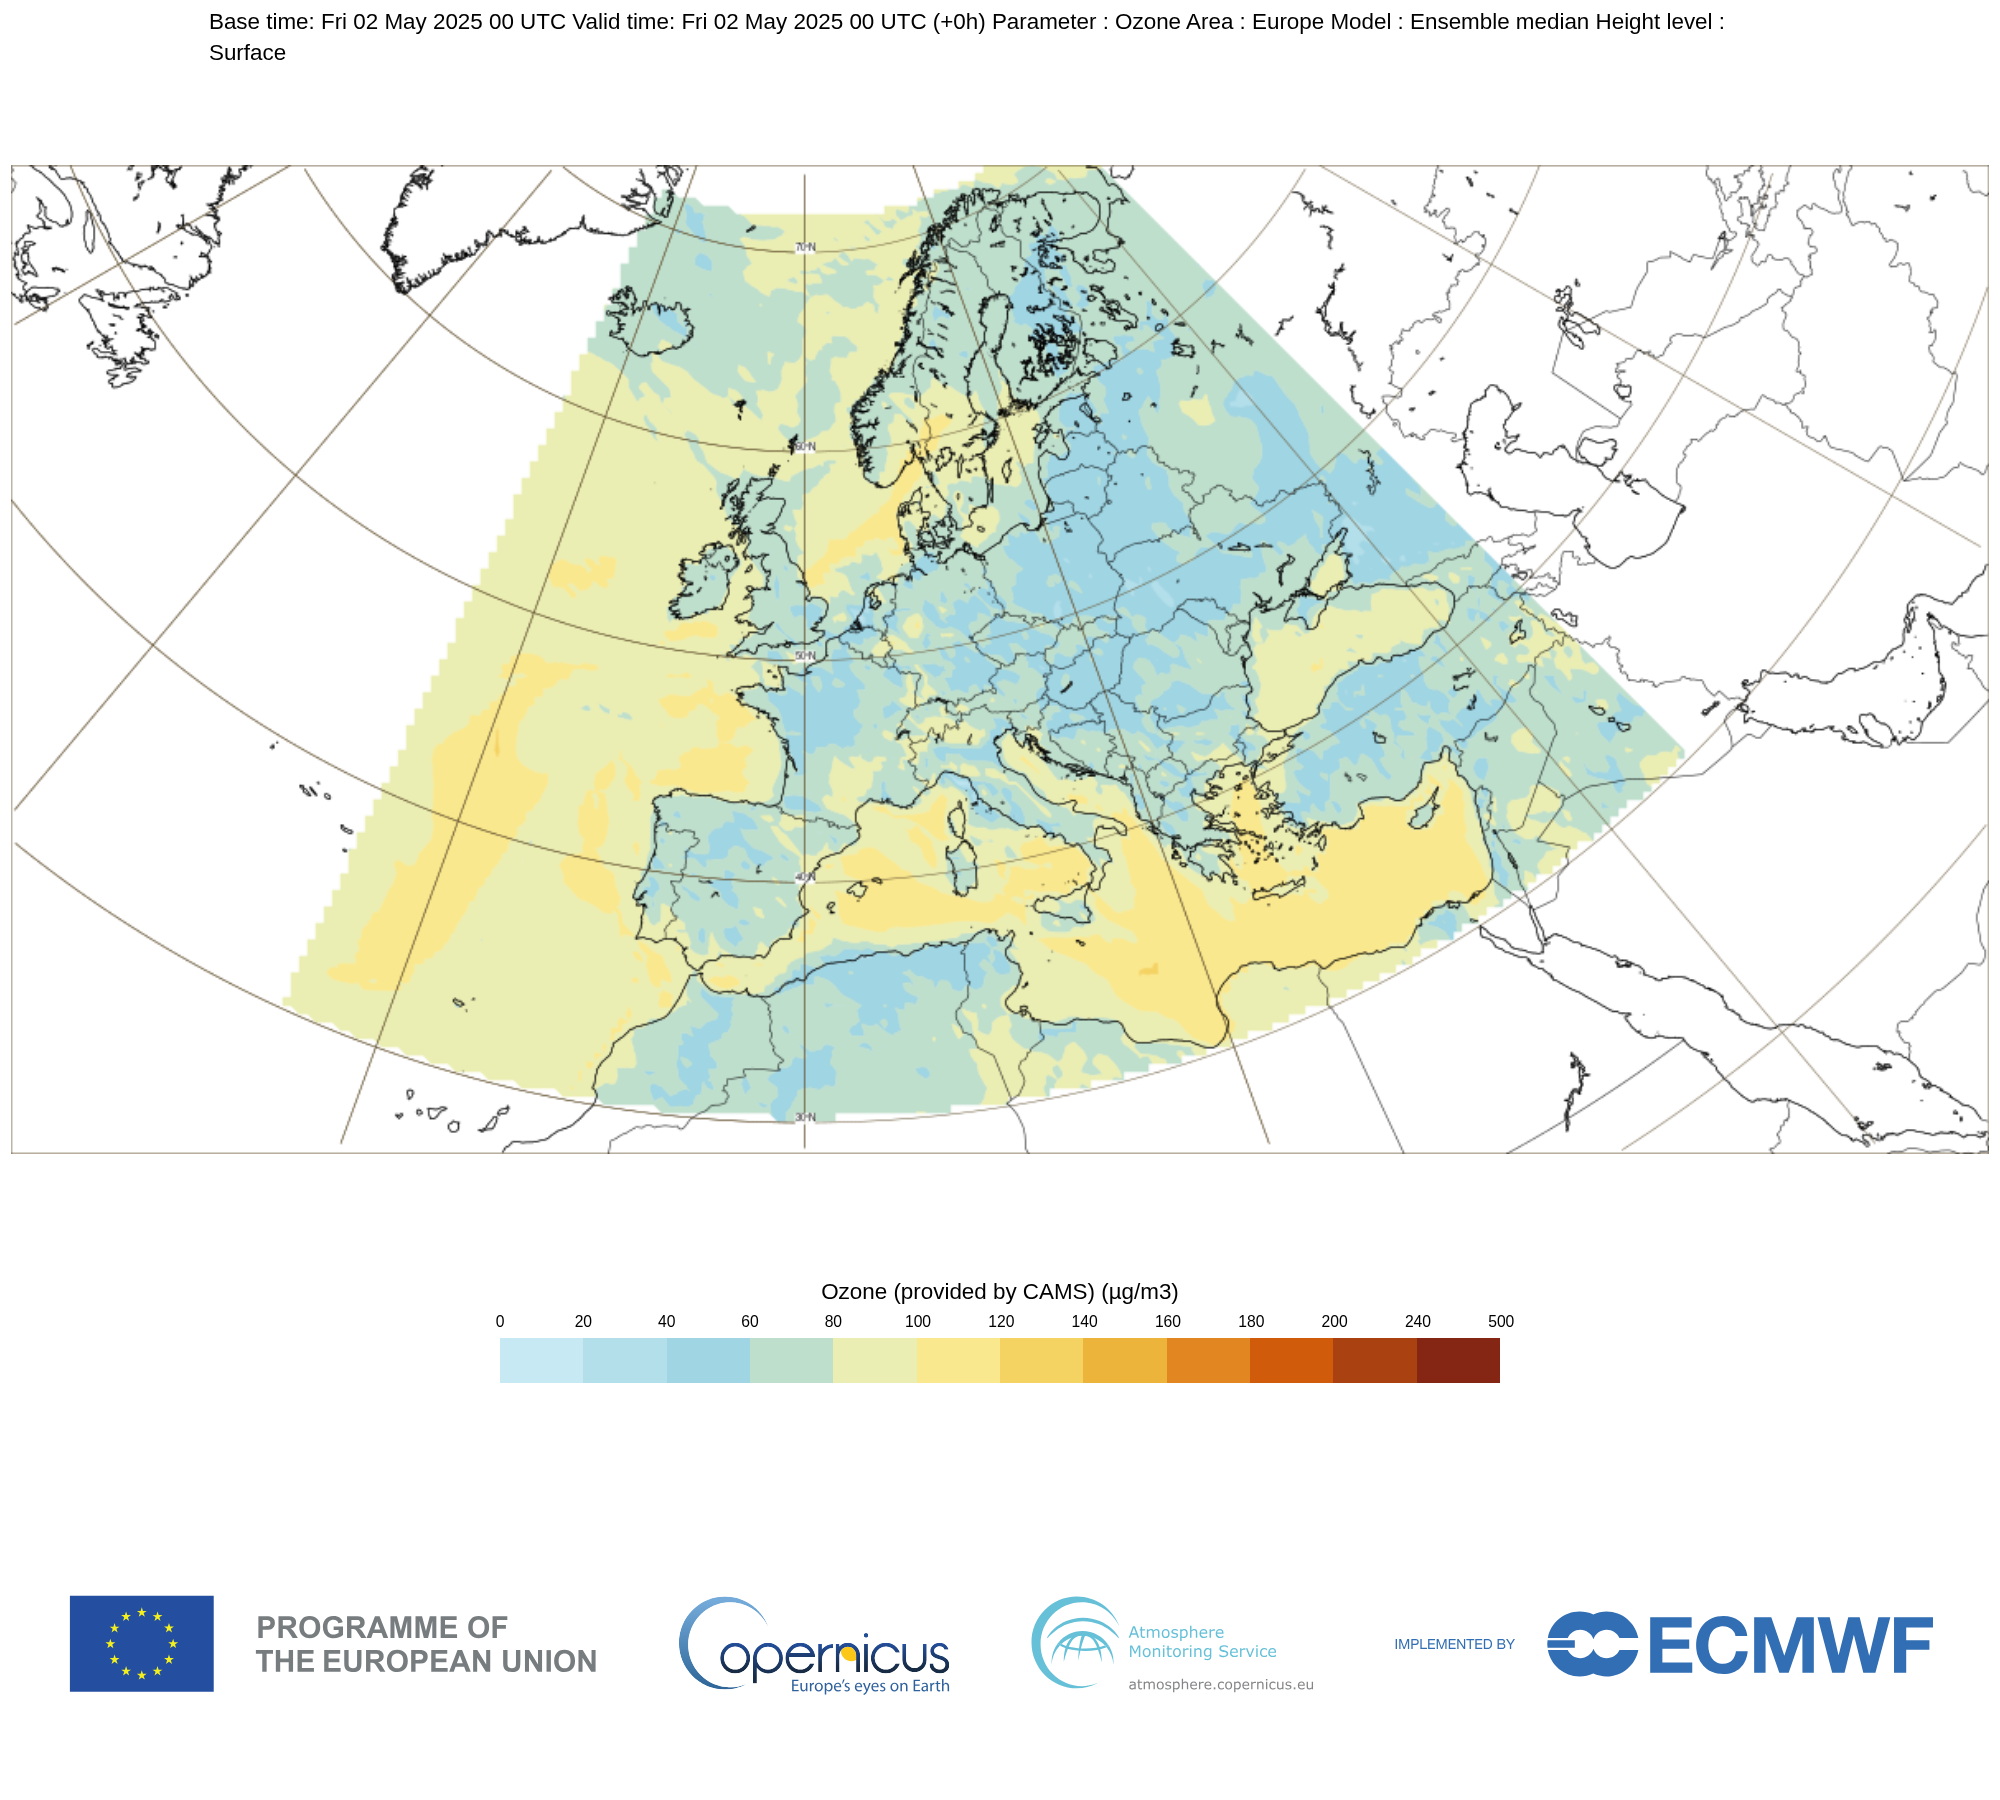 Base time: Fri 02 May 2025 00 UTC Valid time: Fri 02 May 2025 00 UTC (+0h) Parameter : Ozone Area : Europe Model : Ensemble median Height level :
Surface
70°N
60°N
50°N
40°N
30°N
Ozone (provided by CAMS) (µg/m3)
0 20 40 60 80 100 120 140 160 180 200 240 500
PROGRAMME OF
THE EUROPEAN UNION
opernicus
Europe's eyes on Earth
Atmosphere
Monitoring Service
atmosphere.copernicus.eu
IMPLEMENTED BY
ECMWF